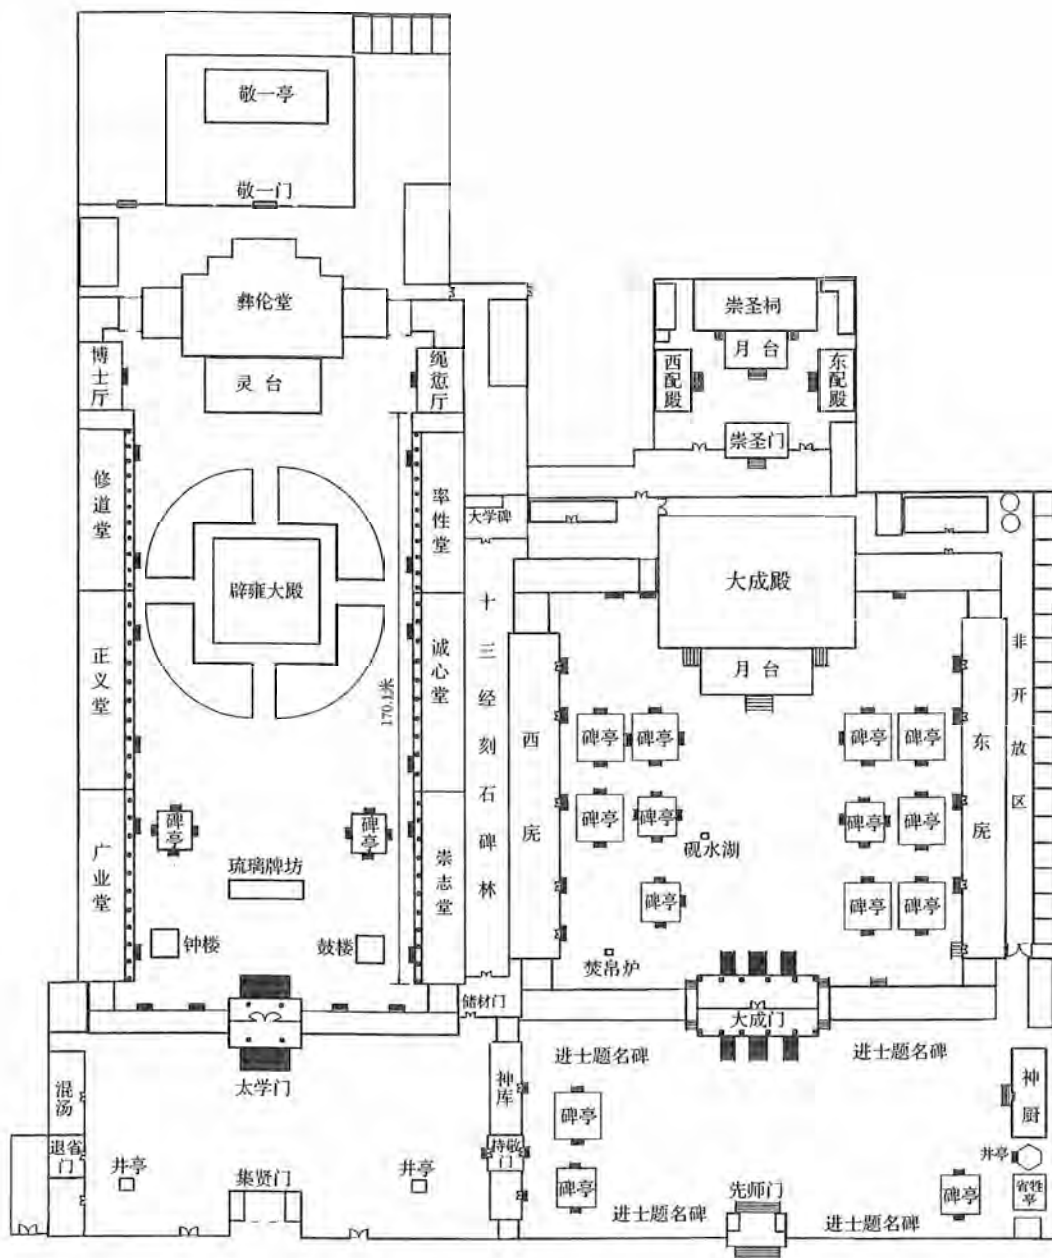 敬一亭
敬一门
彝伦堂
灵台
博士厅
绳愆厅
崇圣祠
月台
西配殿
东配殿
崇圣门
修道堂
率性堂
大学碑
辟雍大殿
大成殿
月台
正义堂
诚心堂
170.1米
十三经刻石碑林
西庑
东庑
非开放区
碑亭
碑亭
碑亭
碑亭
碑亭
碑亭
碑亭
碑亭
碑亭
碑亭
砚水湖
碑亭
碑亭
碑亭
焚帛炉
广业堂
崇志堂
琉璃牌坊
钟楼
鼓楼
储材门
大成门
太学门
进士题名碑
进士题名碑
混汤
神库
神厨
碑亭
退省门
持敬门
井亭
井亭
井亭
集贤门
碑亭
先师门
碑亭
省牲亭
进士题名碑
进士题名碑